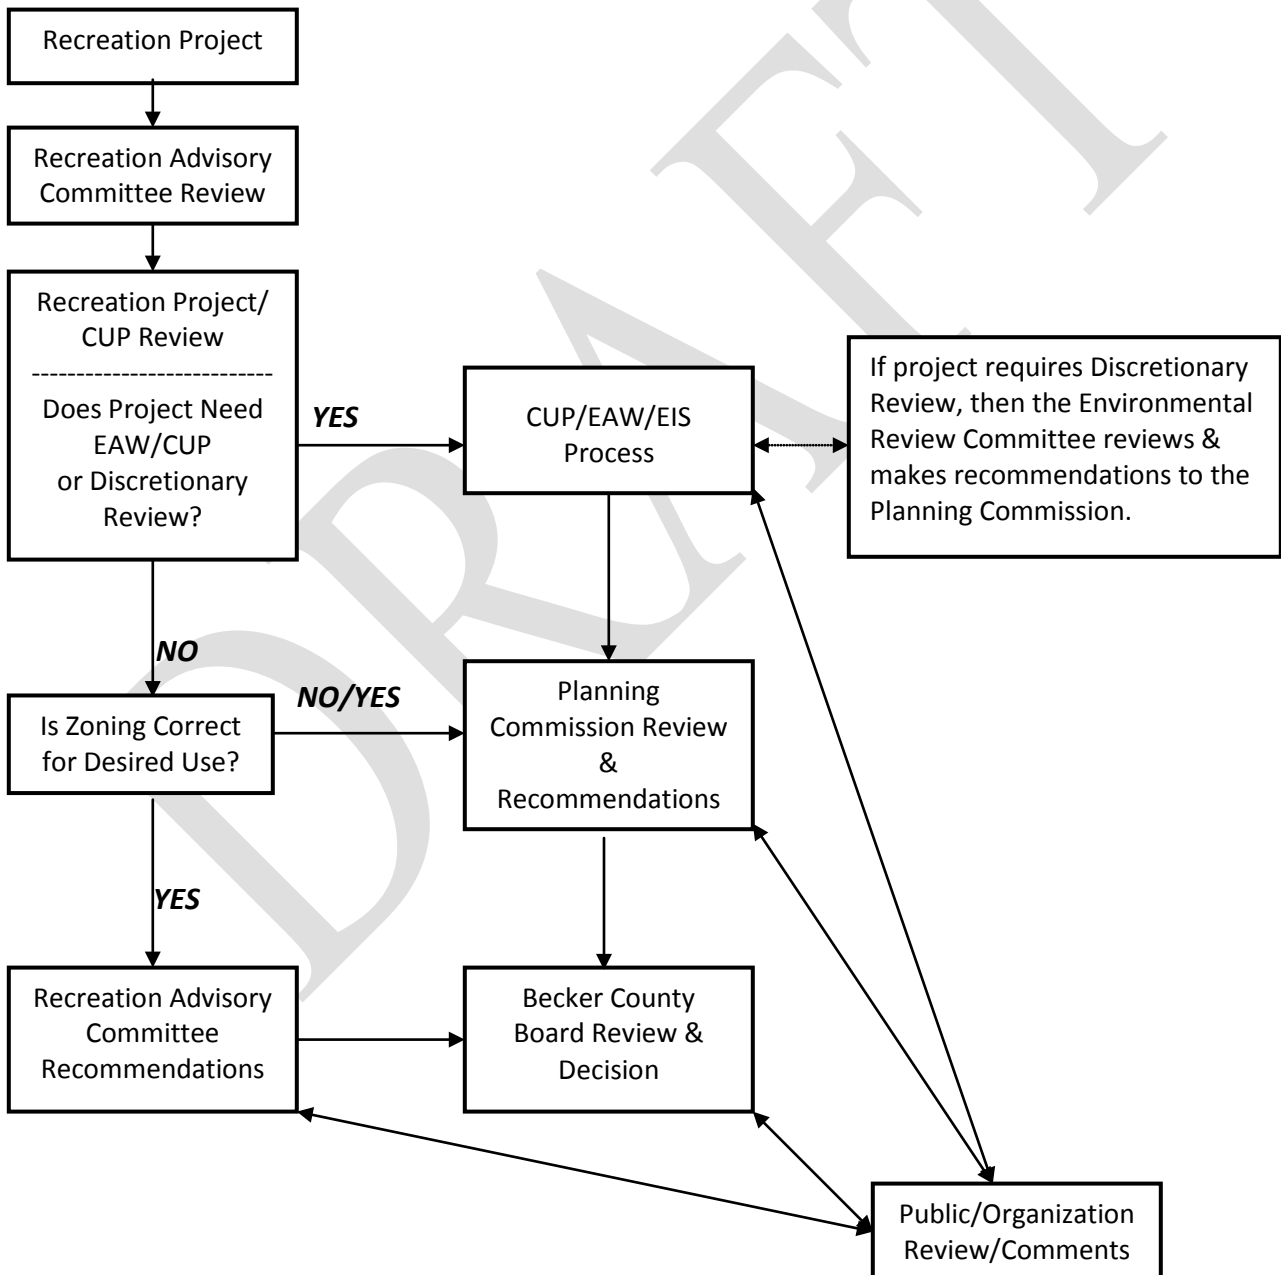 Recreation Project
Recreation Advisory
Committee Review
Recreation Project/
CUP Review
---------------------------
Does Project Need
EAW/CUP
or Discretionary
Review?
YES
CUP/EAW/EIS
Process
If project requires Discretionary
Review, then the Environmental
Review Committee reviews &
makes recommendations to the
Planning Commission.
NO
Is Zoning Correct
for Desired Use?
NO/YES
Planning
Commission Review
&
Recommendations
YES
Recreation Advisory
Committee
Recommendations
Becker County
Board Review &
Decision
Public/Organization
Review/Comments
DRAFT